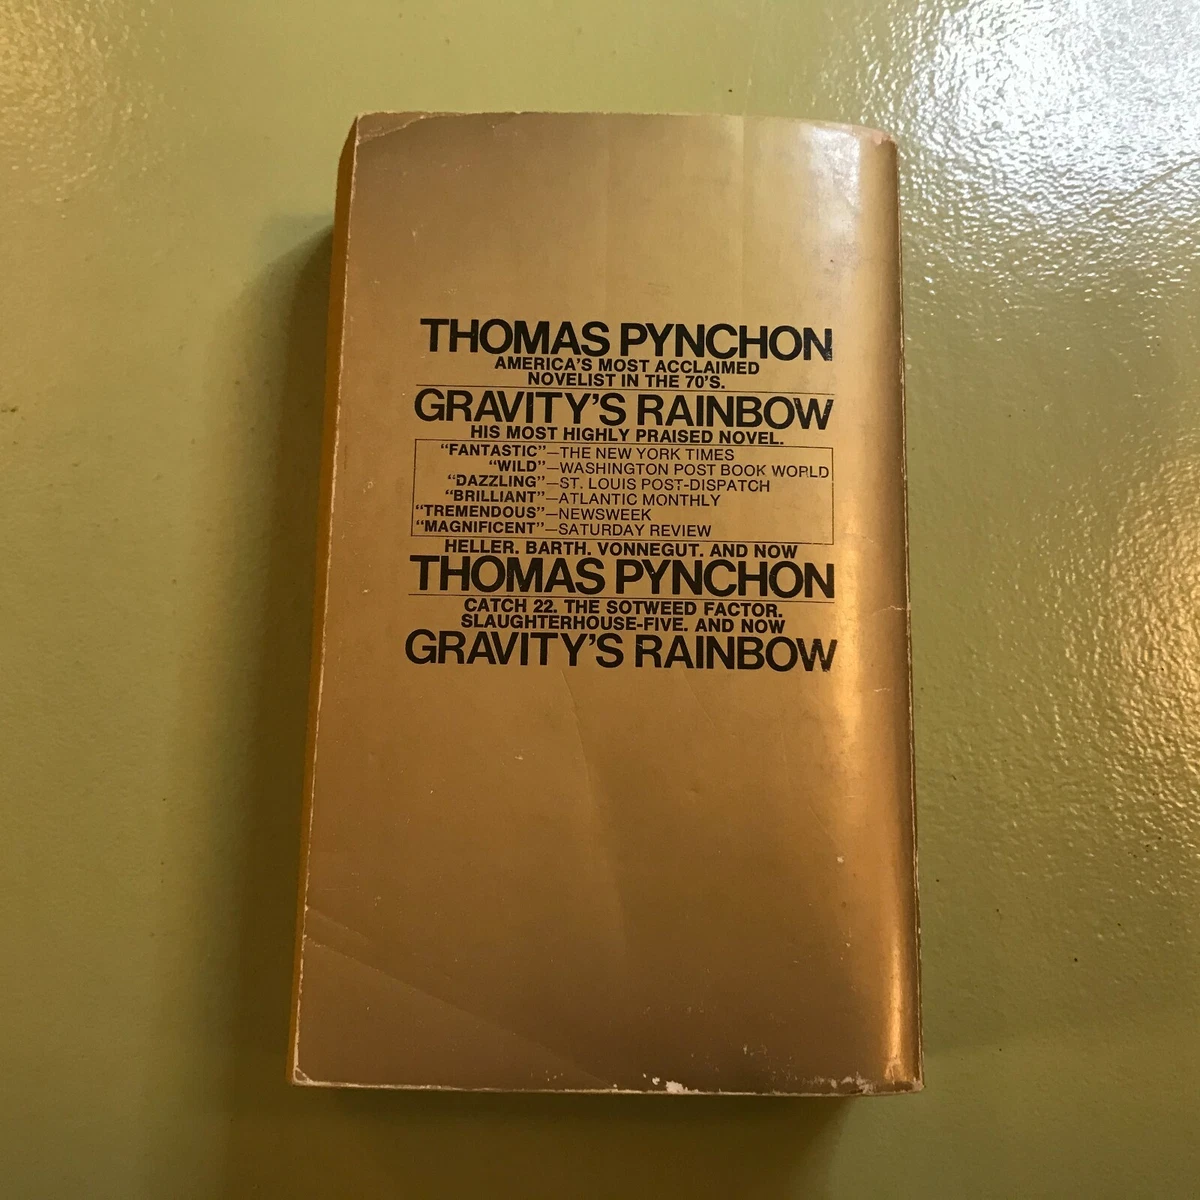 THOMAS PYNCHON
AMERICA'S MOST ACCLAIMED
NOVELIST IN THE 70'S.
GRAVITY'S RAINBOW
HIS MOST HIGHLY PRAISED NOVEL.
"FANTASTIC"—THE NEW YORK TIMES
"WILD"—WASHINGTON POST BOOK WORLD
"DAZZLING"—ST. LOUIS POST-DISPATCH
"BRILLIANT"—ATLANTIC MONTHLY
"TREMENDOUS"—NEWSWEEK
"MAGNIFICENT"—SATURDAY REVIEW
HELLER. BARTH. VONNEGUT. AND NOW
THOMAS PYNCHON
CATCH 22. THE SOTWEED FACTOR.
SLAUGHTERHOUSE-FIVE. AND NOW
GRAVITY'S RAINBOW